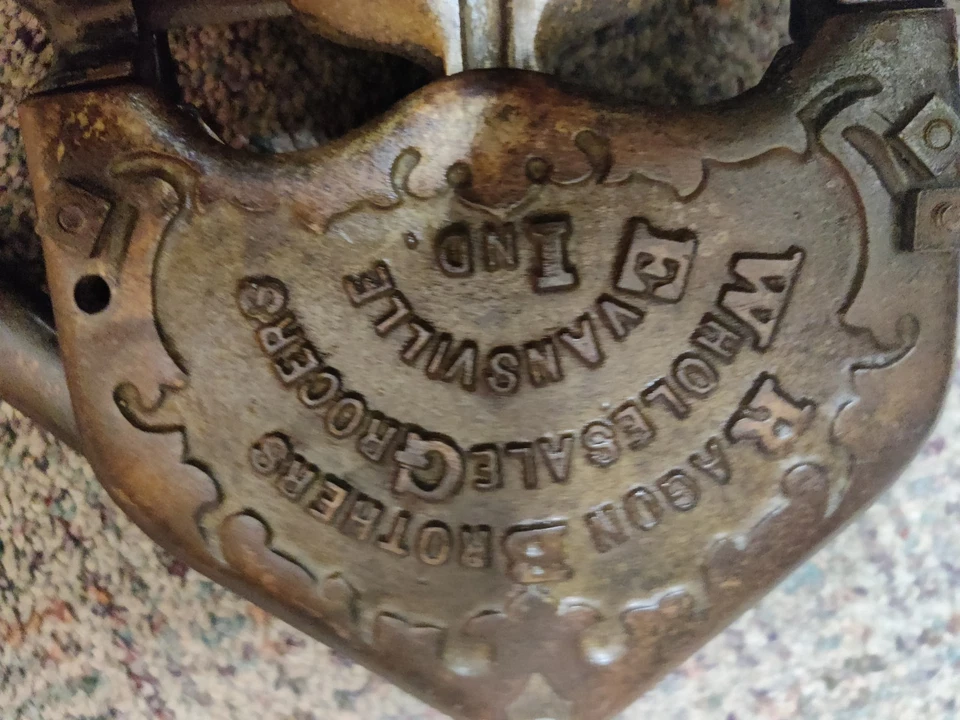 RAGON BROTHERS
WHOLESALE GROCERS
EVANSVILLE
IND